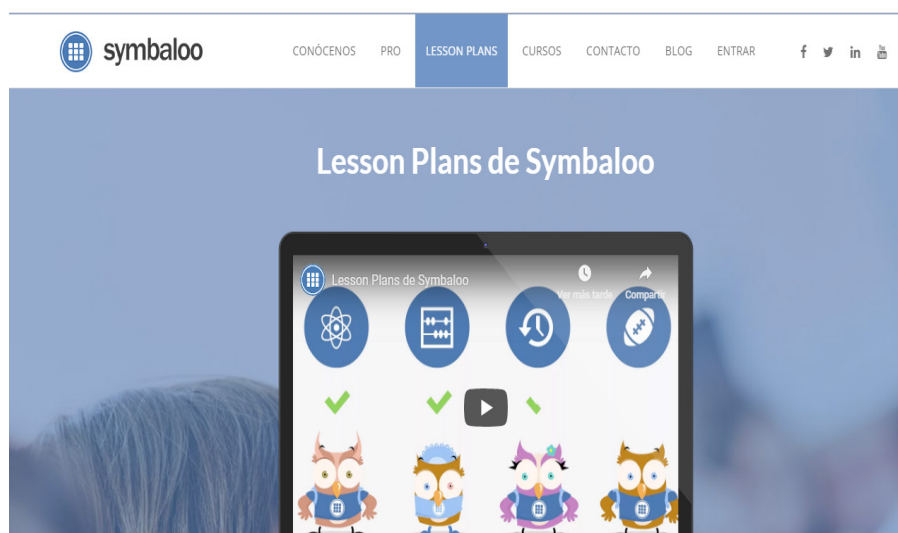 symbaloo
CONÓCENOS PRO LESSON PLANS CURSOS CONTACTO BLOG ENTRAR
Lesson Plans de Symbaloo
Lesson Plans de Symbaloo
Ver más tarde Compartir